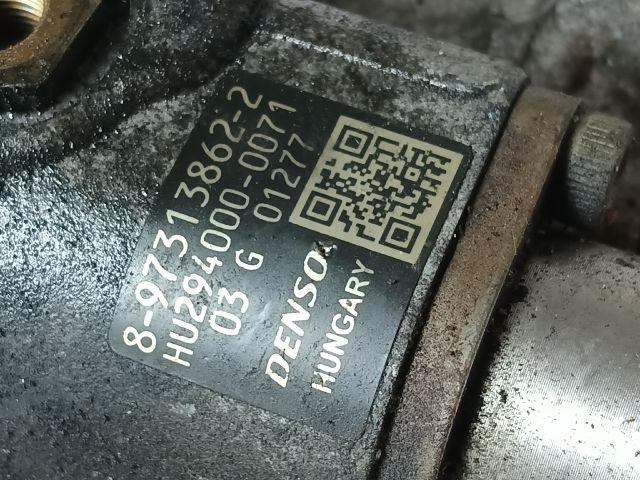 8-97313862-2
HU294000-0071
03 G 01277
DENSO
HUNGARY